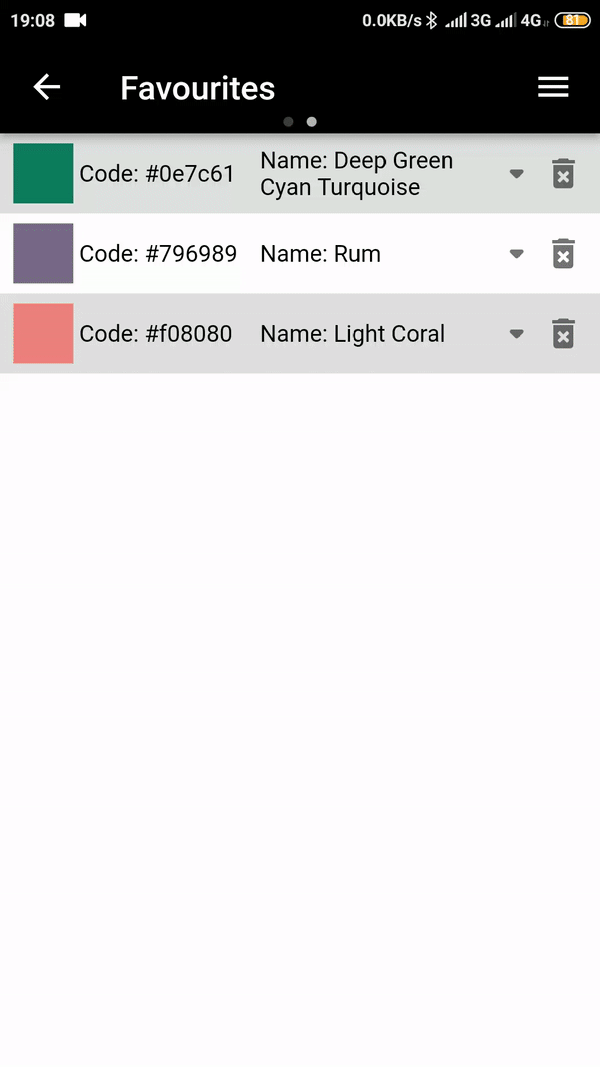 19:08 0.0KB/s 3G 4G 81
Favourites
Code: #0e7c61 Name: Deep Green
Cyan Turquoise
Code: #796989 Name: Rum
Code: #f08080 Name: Light Coral